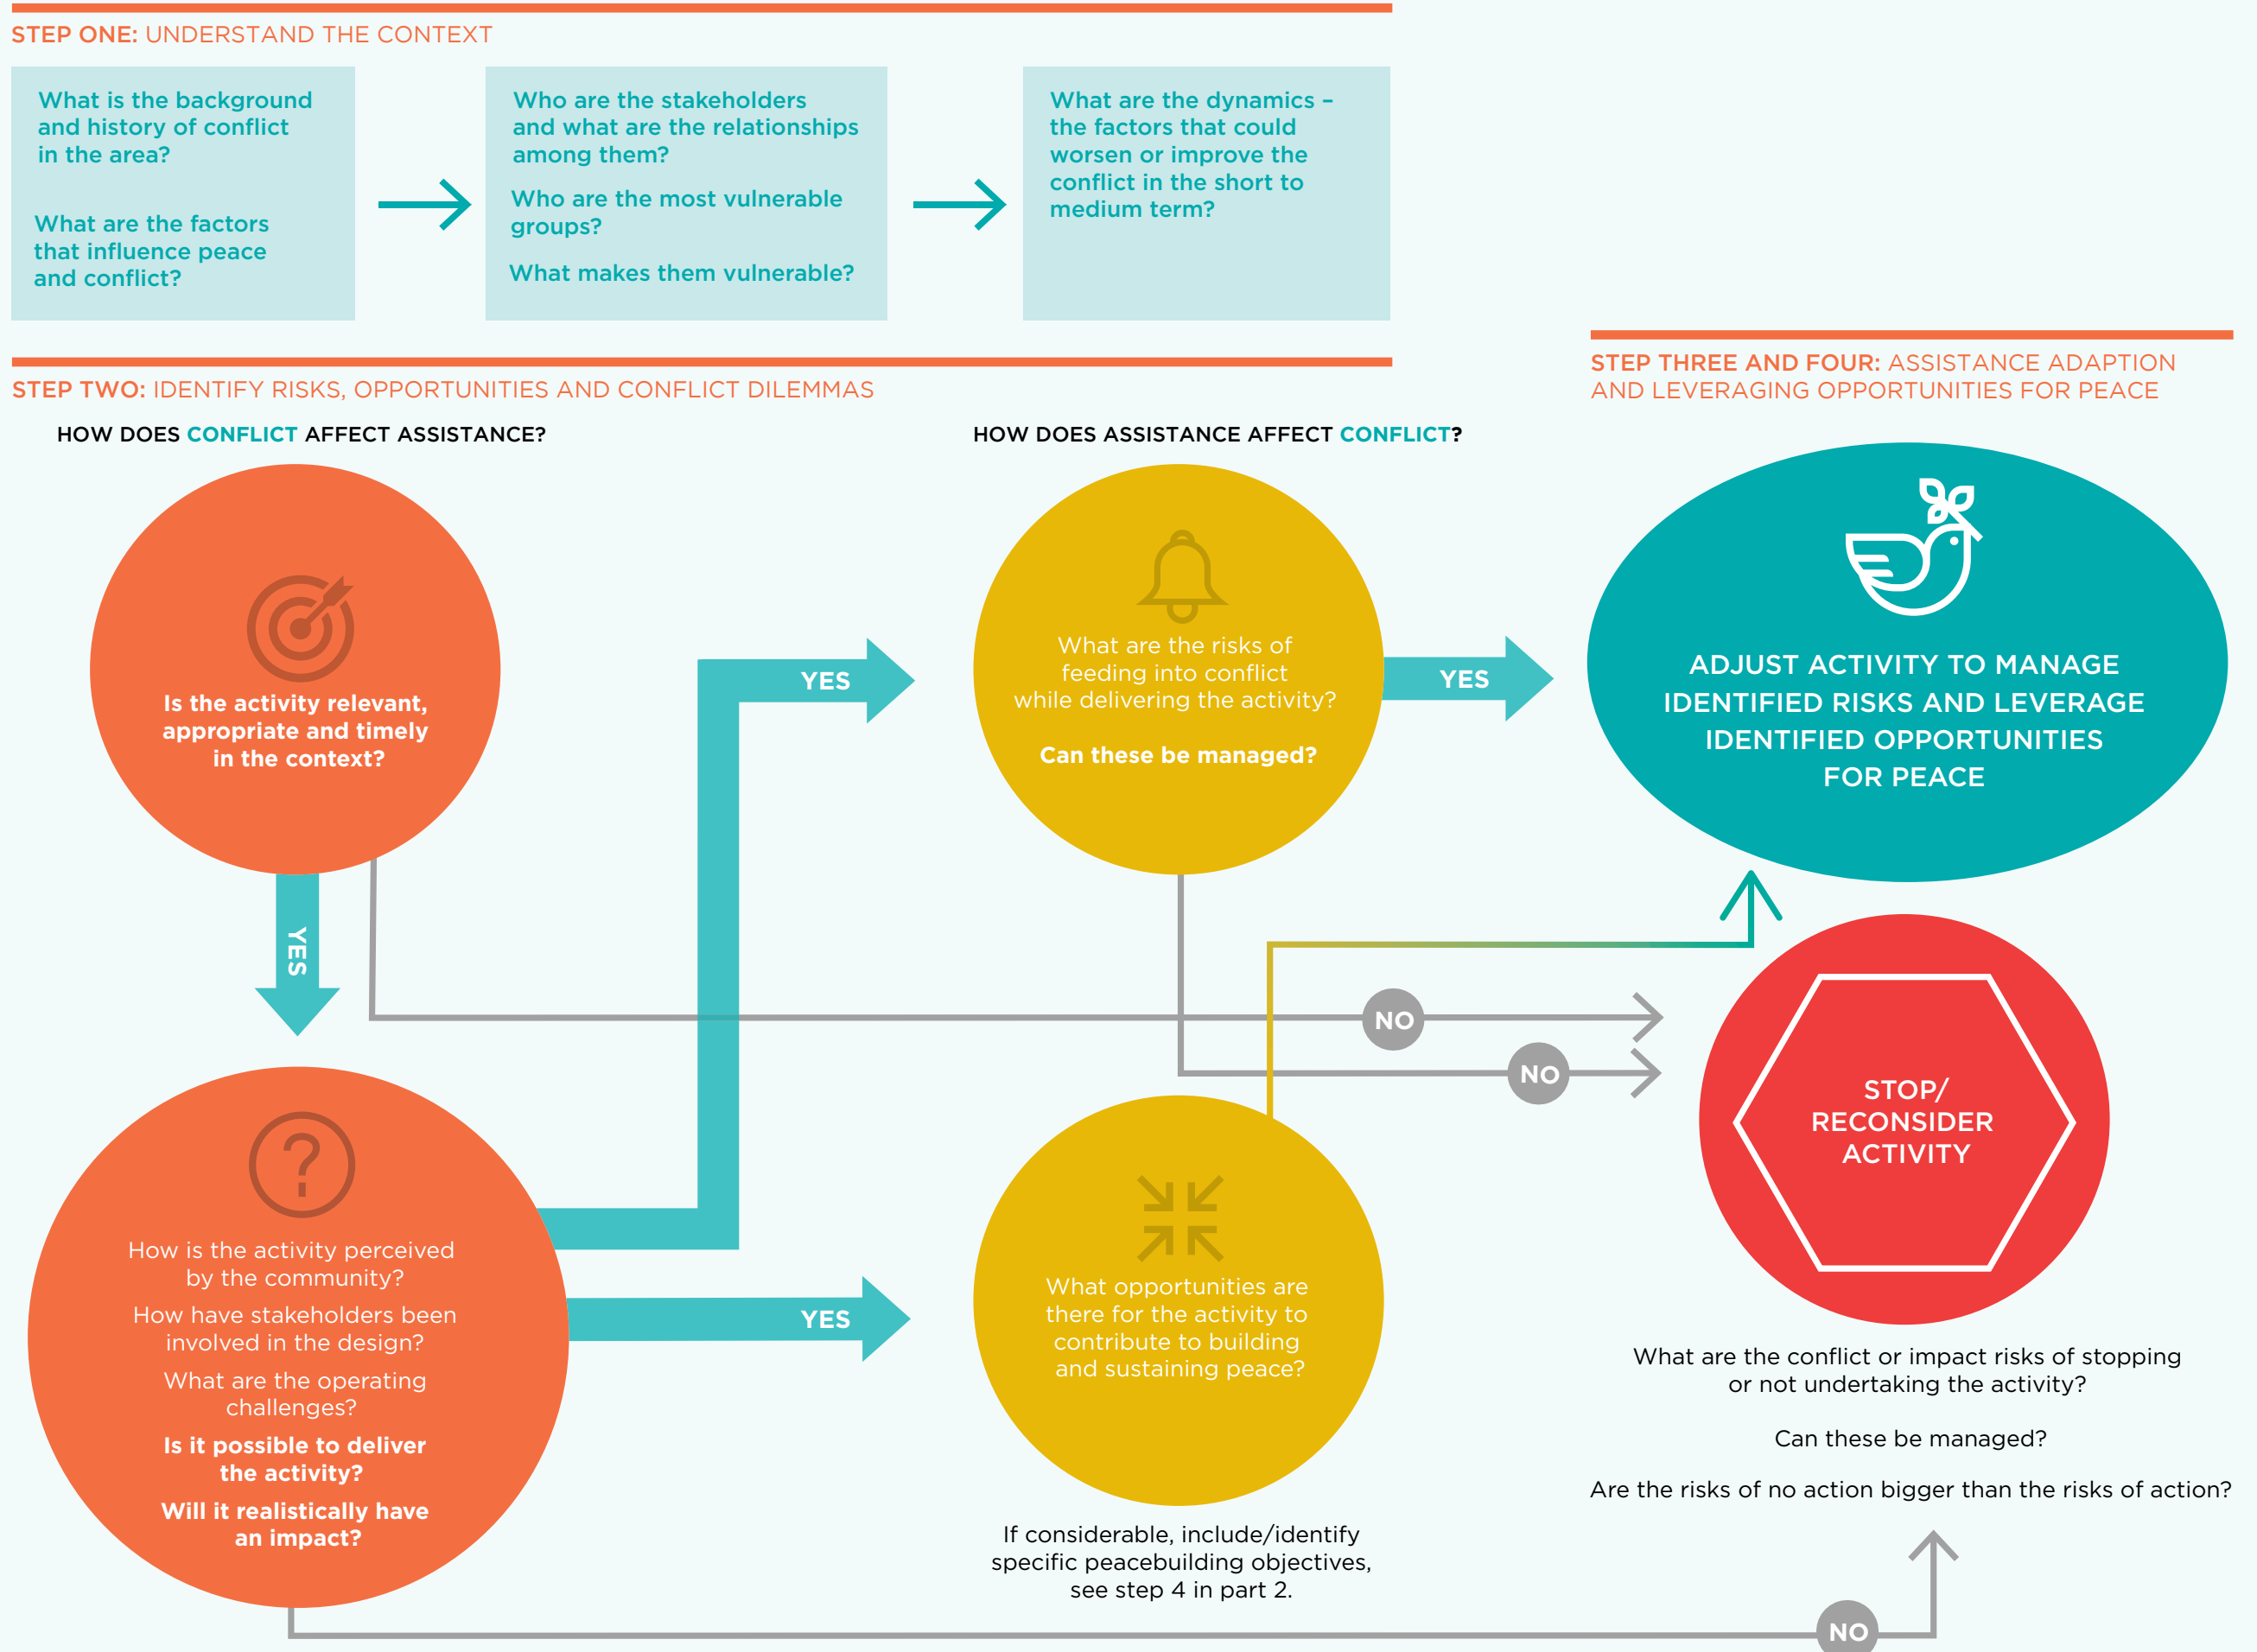 STEP ONE: UNDERSTAND THE CONTEXT
What is the background
and history of conflict
in the area?
What are the factors
that influence peace
and conflict?
Who are the stakeholders
and what are the relationships
among them?
Who are the most vulnerable
groups?
What makes them vulnerable?
What are the dynamics –
the factors that could
worsen or improve the
conflict in the short to
medium term?
STEP TWO: IDENTIFY RISKS, OPPORTUNITIES AND CONFLICT DILEMMAS
HOW DOES CONFLICT AFFECT ASSISTANCE?
Is the activity relevant,
appropriate and timely
in the context?
YES
How is the activity perceived
by the community?
How have stakeholders been
involved in the design?
What are the operating
challenges?
Is it possible to deliver
the activity?
Will it realistically have
an impact?
YES
YES
HOW DOES ASSISTANCE AFFECT CONFLICT?
What are the risks of
feeding into conflict
while delivering the activity?
Can these be managed?
YES
NO
NO
What opportunities are
there for the activity to
contribute to building
and sustaining peace?
If considerable, include/identify
specific peacebuilding objectives,
see step 4 in part 2.
STEP THREE AND FOUR: ASSISTANCE ADAPTION
AND LEVERAGING OPPORTUNITIES FOR PEACE
ADJUST ACTIVITY TO MANAGE
IDENTIFIED RISKS AND LEVERAGE
IDENTIFIED OPPORTUNITIES
FOR PEACE
STOP/
RECONSIDER
ACTIVITY
What are the conflict or impact risks of stopping
or not undertaking the activity?
Can these be managed?
Are the risks of no action bigger than the risks of action?
NO